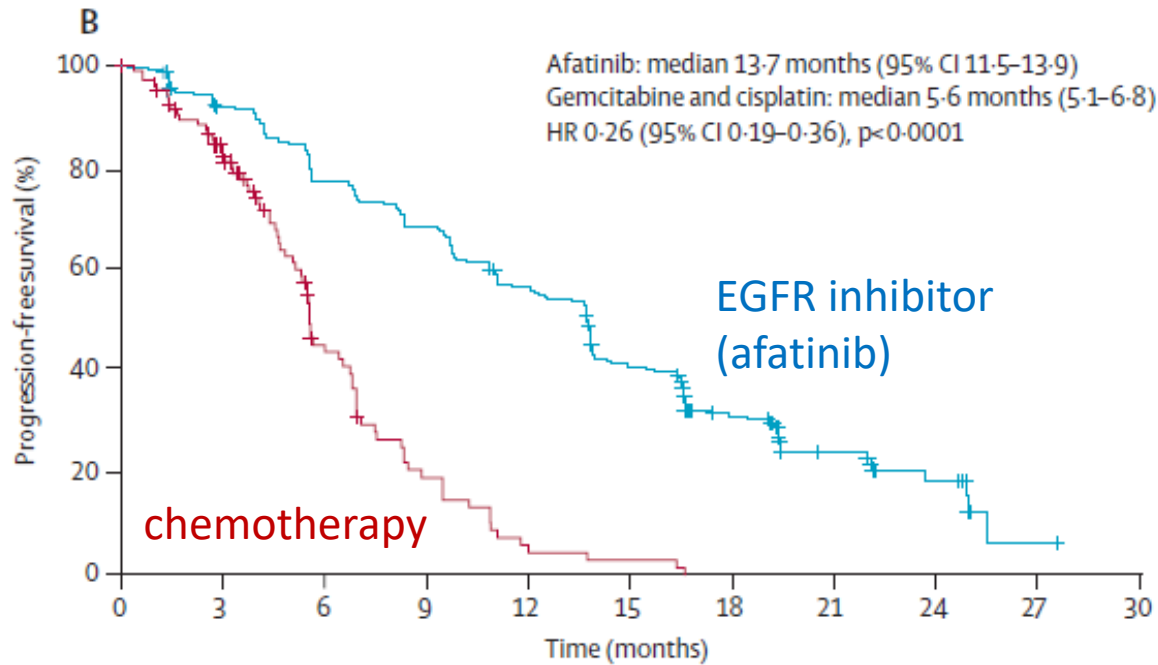 B
Afatinib: median 13·7 months (95% CI 11·5–13·9)
Gemcitabine and cisplatin: median 5·6 months (5·1–6·8)
HR 0·26 (95% CI 0·19–0·36), p<0·0001
Progression-free survival (%)
100
80
60
40
20
0
EGFR inhibitor
(afatinib)
chemotherapy
0 3 6 9 12 15 18 21 24 27 30
Time (months)